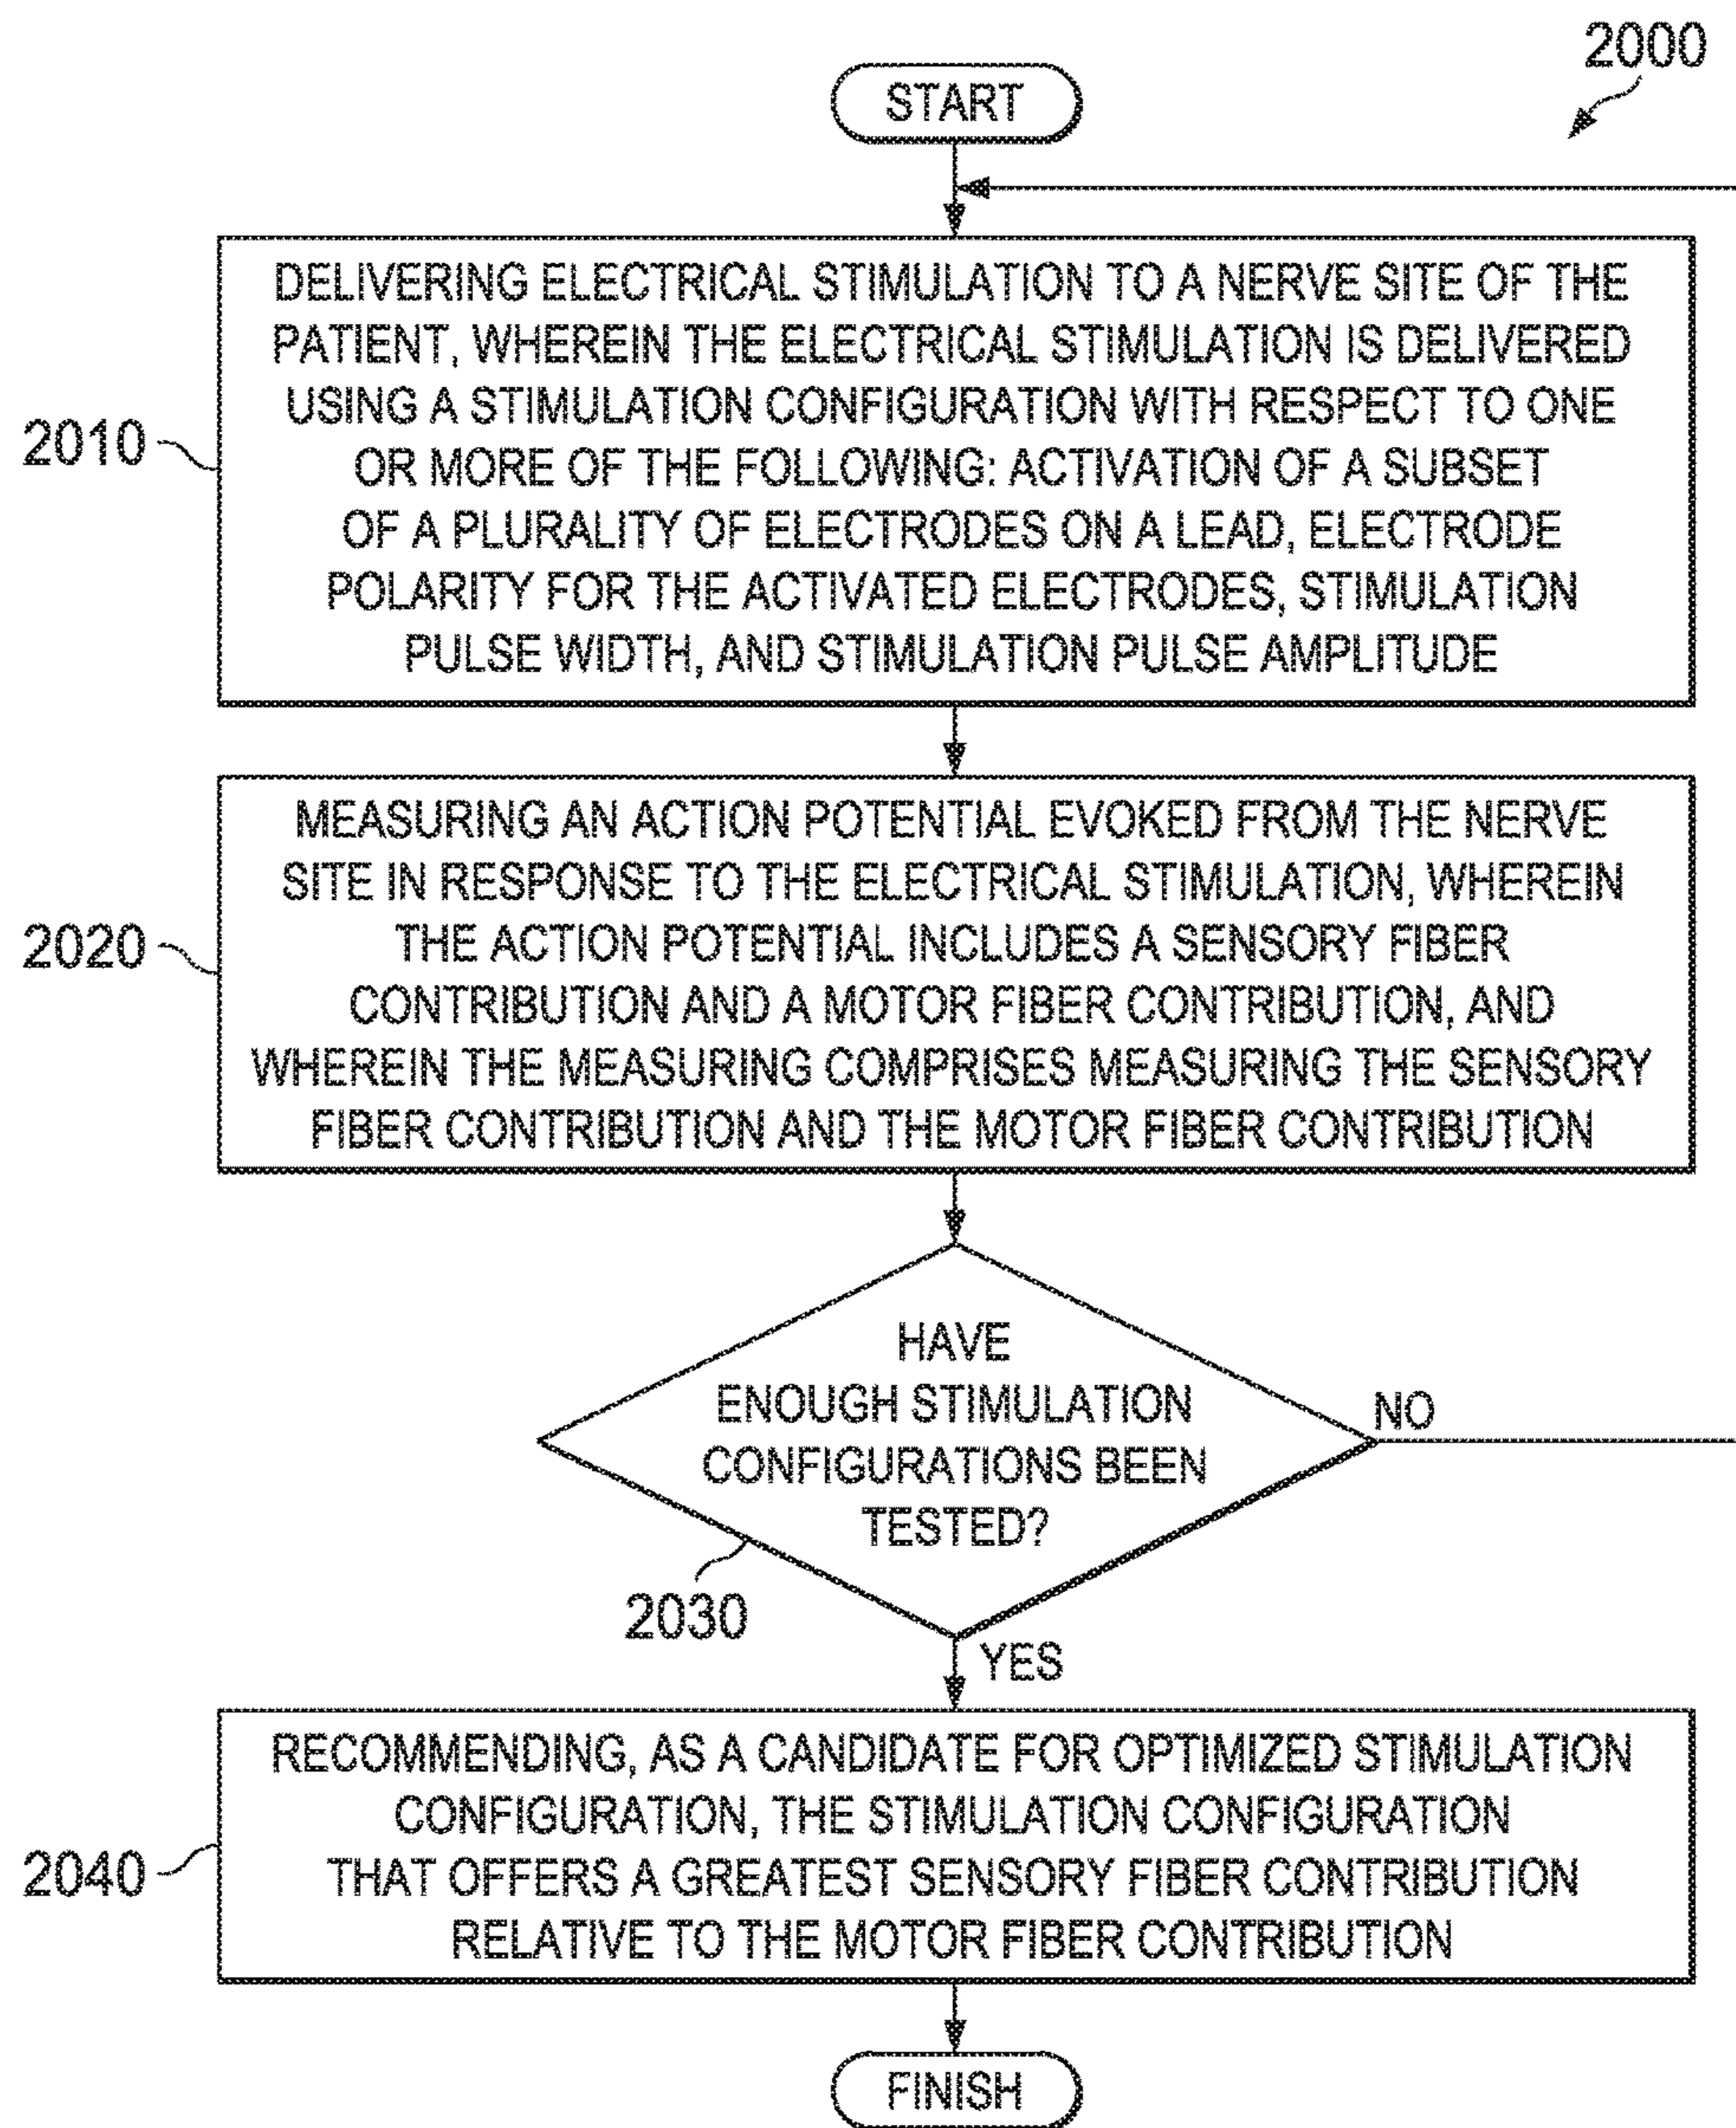 2000
START
2010
DELIVERING ELECTRICAL STIMULATION TO A NERVE SITE OF THE
PATIENT, WHEREIN THE ELECTRICAL STIMULATION IS DELIVERED
USING A STIMULATION CONFIGURATION WITH RESPECT TO ONE
OR MORE OF THE FOLLOWING: ACTIVATION OF A SUBSET
OF A PLURALITY OF ELECTRODES ON A LEAD, ELECTRODE
POLARITY FOR THE ACTIVATED ELECTRODES, STIMULATION
PULSE WIDTH, AND STIMULATION PULSE AMPLITUDE
2020
MEASURING AN ACTION POTENTIAL EVOKED FROM THE NERVE
SITE IN RESPONSE TO THE ELECTRICAL STIMULATION, WHEREIN
THE ACTION POTENTIAL INCLUDES A SENSORY FIBER
CONTRIBUTION AND A MOTOR FIBER CONTRIBUTION, AND
WHEREIN THE MEASURING COMPRISES MEASURING THE SENSORY
FIBER CONTRIBUTION AND THE MOTOR FIBER CONTRIBUTION
HAVE
ENOUGH STIMULATION
CONFIGURATIONS BEEN
TESTED?
NO
2030
YES
2040
RECOMMENDING, AS A CANDIDATE FOR OPTIMIZED STIMULATION
CONFIGURATION, THE STIMULATION CONFIGURATION
THAT OFFERS A GREATEST SENSORY FIBER CONTRIBUTION
RELATIVE TO THE MOTOR FIBER CONTRIBUTION
FINISH